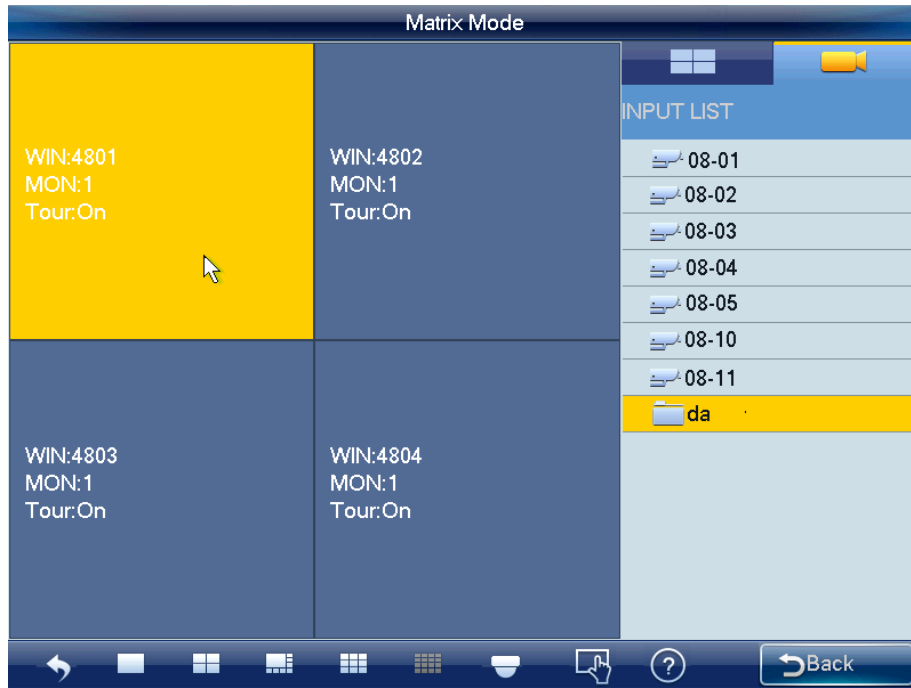 Matrix Mode
WIN:4801
MON:1
Tour:On
WIN:4802
MON:1
Tour:On
WIN:4803
MON:1
Tour:On
WIN:4804
MON:1
Tour:On
INPUT LIST
08-01
08-02
08-03
08-04
08-05
08-10
08-11
da
?
Back